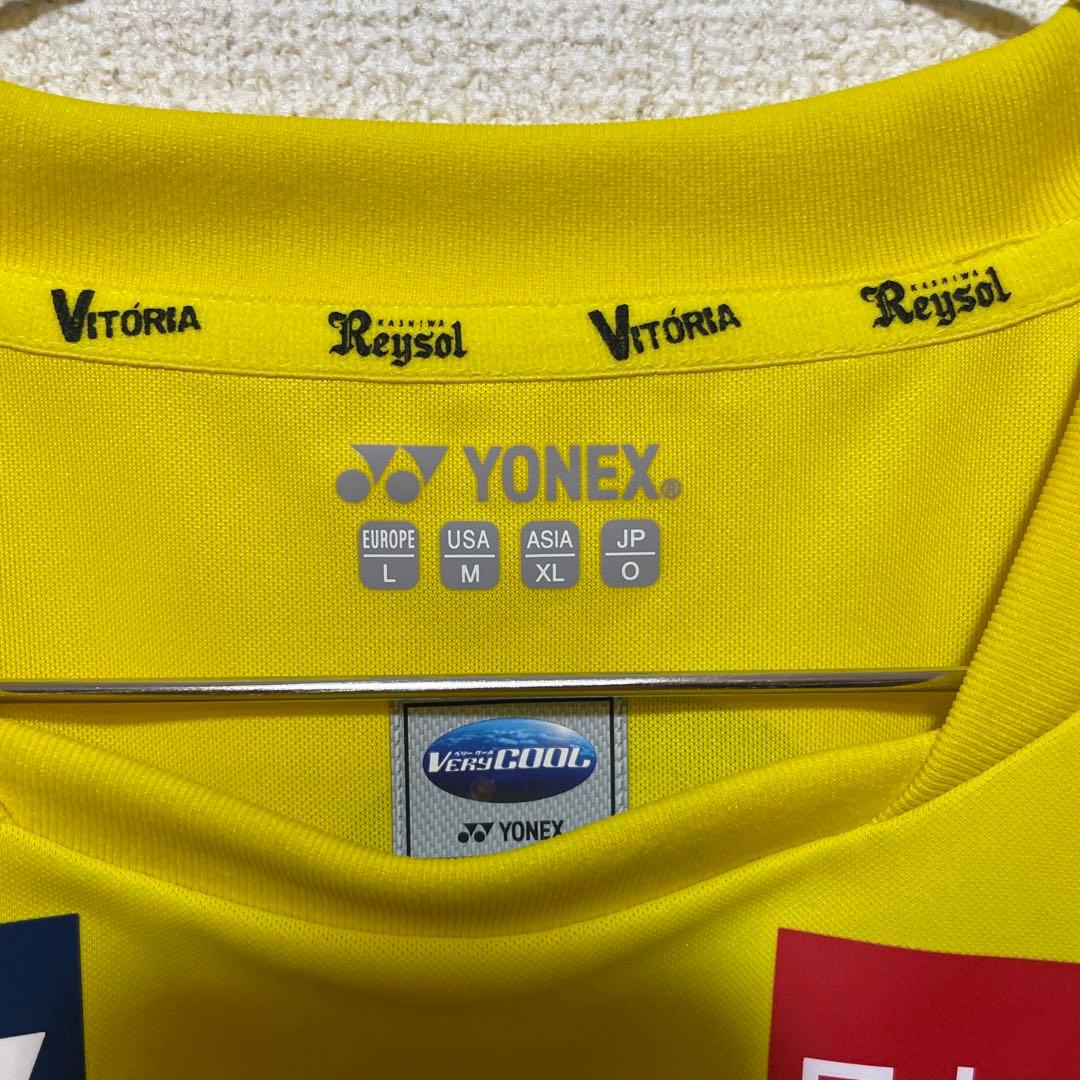 VITÓRIA KASHIWA Reysol VITÓRIA KASHIWA Reysol
YONEX®
EUROPE USA ASIA JP
L M XL O
ベリークール
VERYCOOL
YONEX